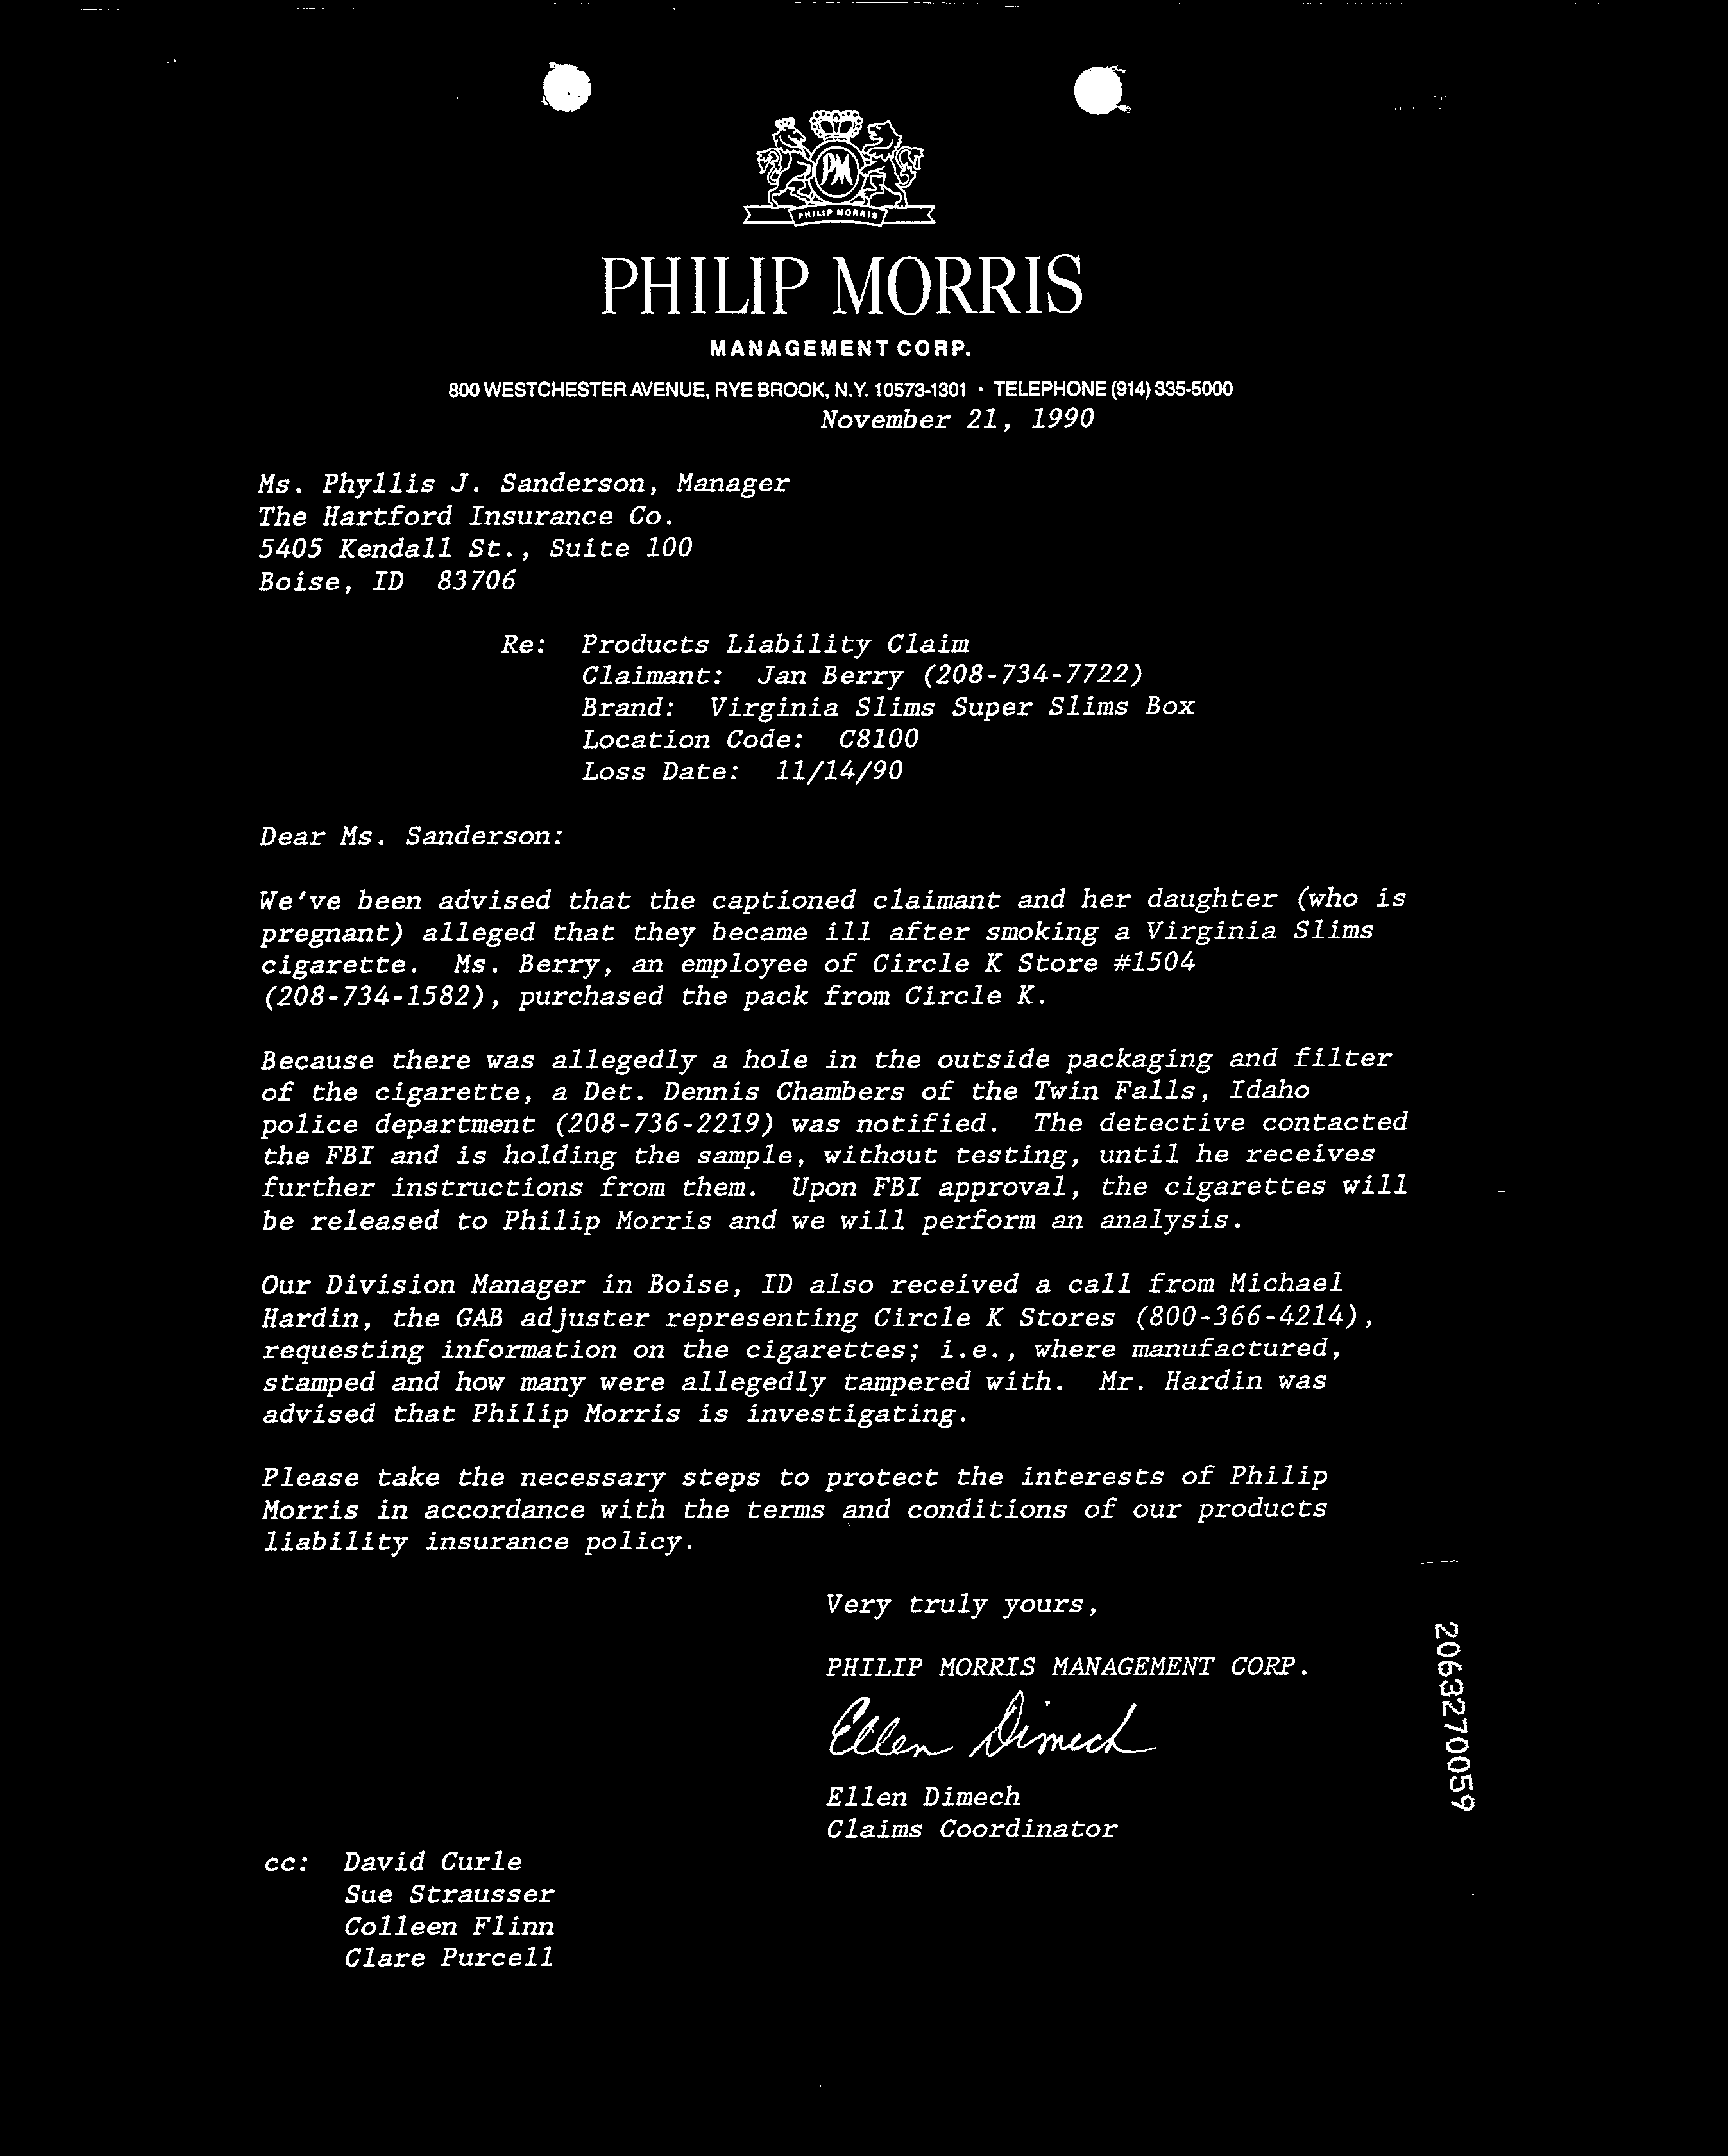 PM
PHILIP MORRIS
PHILIP MORRIS
MANAGEMENT CORP.
800 WESTCHESTER AVENUE, RYE BROOK, N.Y. 10573-1301 • TELEPHONE (914) 335-5000
November 21, 1990
Ms. Phyllis J. Sanderson, Manager
The Hartford Insurance Co.
5405 Kendall St., Suite 100
Boise, ID 83706
Re: Products Liability Claim
Claimant: Jan Berry (208-734-7722)
Brand: Virginia Slims Super Slims Box
Location Code: C8100
Loss Date: 11/14/90
Dear Ms. Sanderson:
We've been advised that the captioned claimant and her daughter (who is
pregnant) alleged that they became ill after smoking a Virginia Slims
cigarette. Ms. Berry, an employee of Circle K Store #1504
(208-734-1582), purchased the pack from Circle K.
Because there was allegedly a hole in the outside packaging and filter
of the cigarette, a Det. Dennis Chambers of the Twin Falls, Idaho
police department (208-736-2219) was notified. The detective contacted
the FBI and is holding the sample, without testing, until he receives
further instructions from them. Upon FBI approval, the cigarettes will
be released to Philip Morris and we will perform an analysis.
Our Division Manager in Boise, ID also received a call from Michael
Hardin, the GAB adjuster representing Circle K Stores (800-366-4214),
requesting information on the cigarettes; i.e., where manufactured,
stamped and how many were allegedly tampered with. Mr. Hardin was
advised that Philip Morris is investigating.
Please take the necessary steps to protect the interests of Philip
Morris in accordance with the terms and conditions of our products
liability insurance policy.
Very truly yours,
PHILIP MORRIS MANAGEMENT CORP.
Ellen Dimech
Ellen Dimech
Claims Coordinator
cc: David Curle
Sue Strausser
Colleen Flinn
Clare Purcell
2063270059